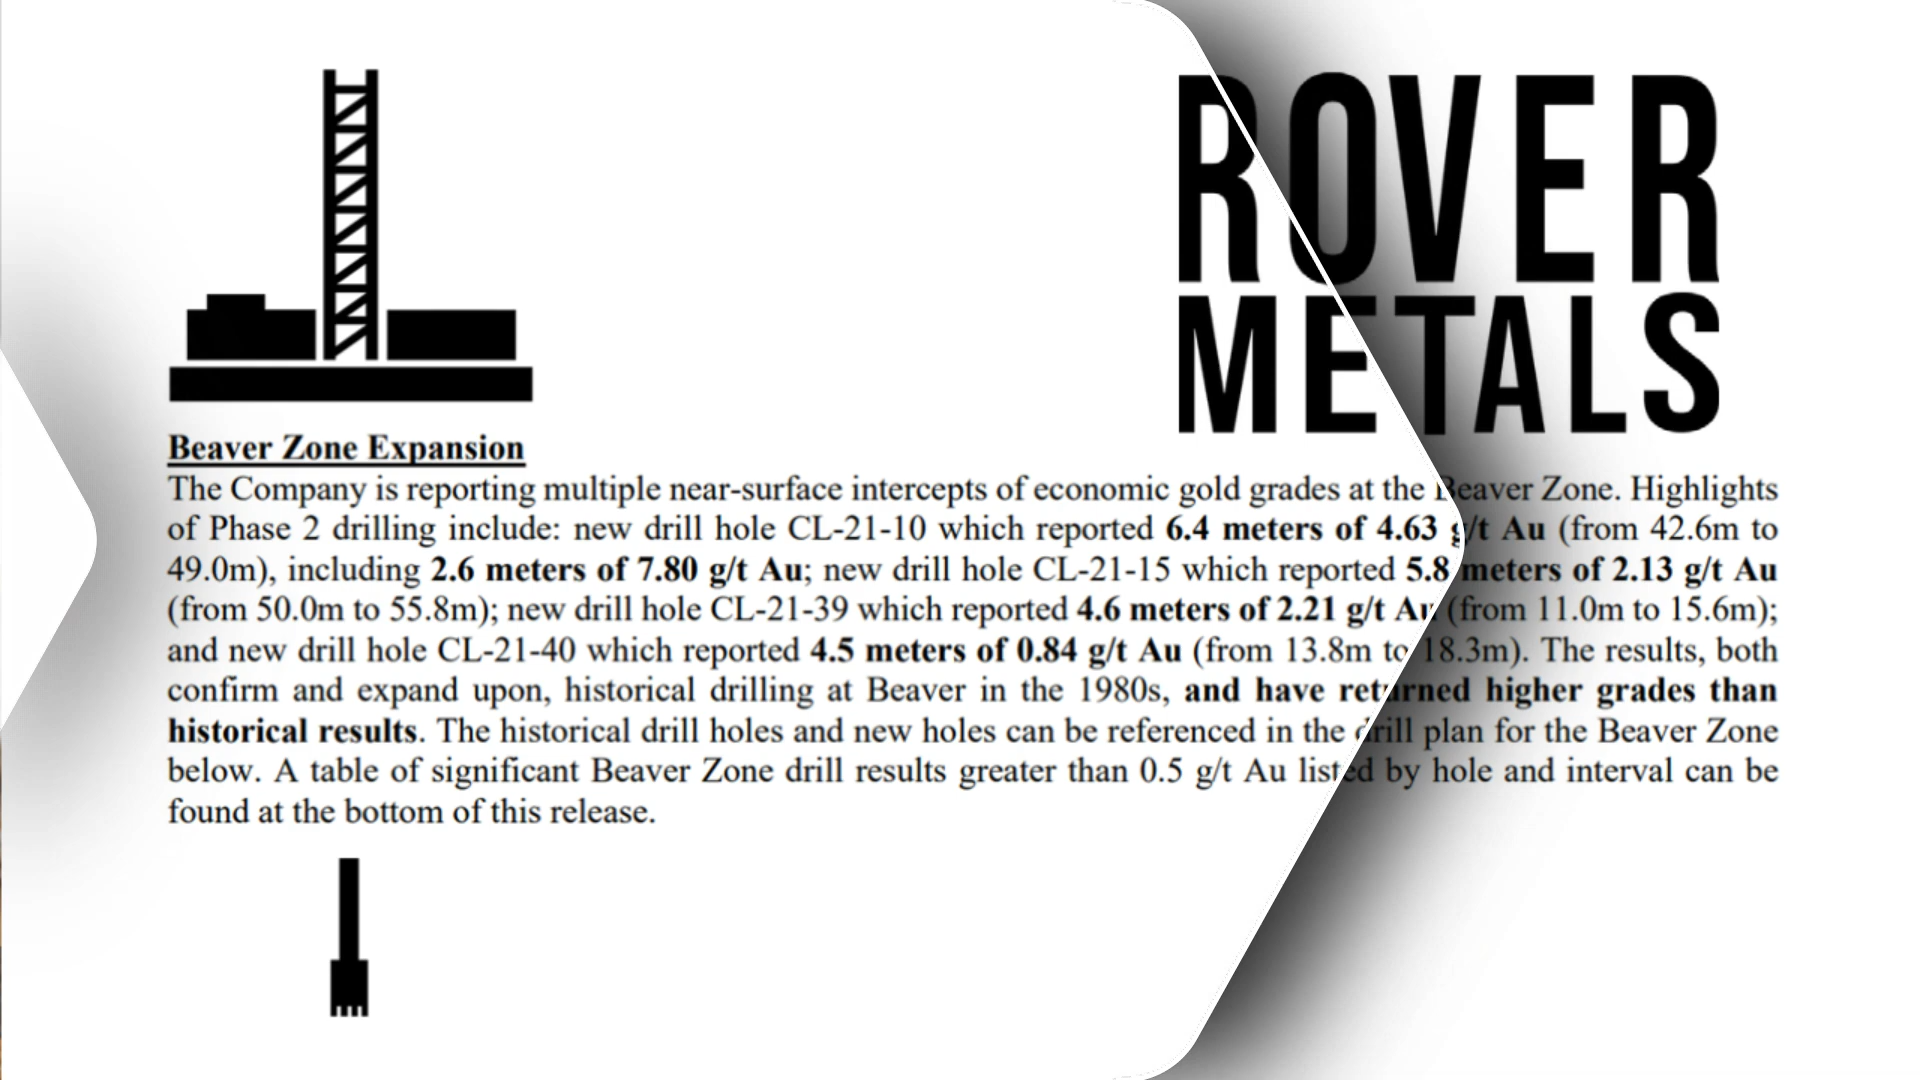 ROVER
METALS
Beaver Zone Expansion
The Company is reporting multiple near-surface intercepts of economic gold grades at the Beaver Zone. Highlights
of Phase 2 drilling include: new drill hole CL-21-10 which reported 6.4 meters of 4.63 g/t Au (from 42.6m to
49.0m), including 2.6 meters of 7.80 g/t Au; new drill hole CL-21-15 which reported 5.8 meters of 2.13 g/t Au
(from 50.0m to 55.8m); new drill hole CL-21-39 which reported 4.6 meters of 2.21 g/t Au (from 11.0m to 15.6m);
and new drill hole CL-21-40 which reported 4.5 meters of 0.84 g/t Au (from 13.8m to 18.3m). The results, both
confirm and expand upon, historical drilling at Beaver in the 1980s, and have returned higher grades than
historical results. The historical drill holes and new holes can be referenced in the drill plan for the Beaver Zone
below. A table of significant Beaver Zone drill results greater than 0.5 g/t Au listed by hole and interval can be
found at the bottom of this release.